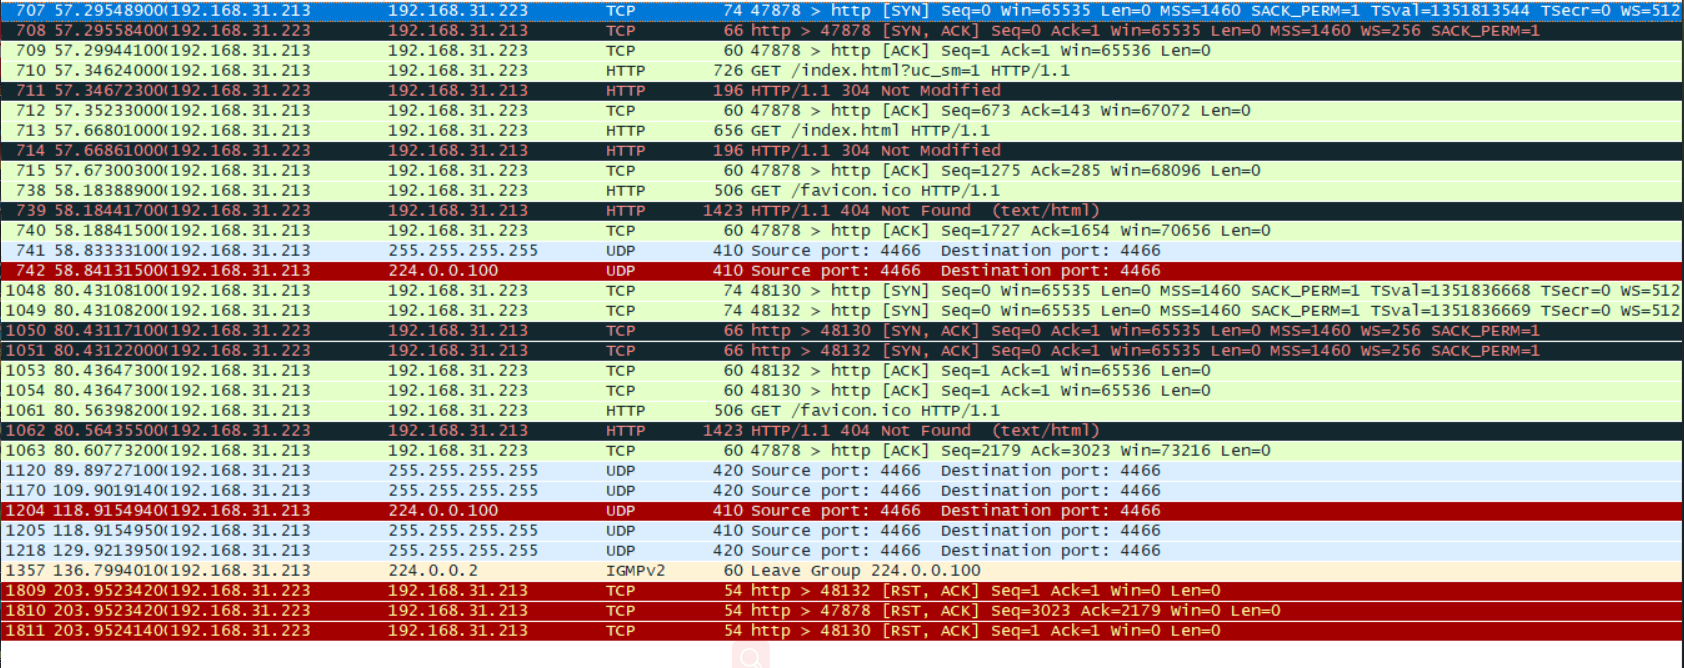 707 57.295489000(192.168.31.213 192.168.31.223 TCP 74 47878 > http [SYN] Seq=0 Win=65535 Len=0 MSS=1460 SACK_PERM=1 TSval=1351813544 TSecr=0 WS=512
708 57.295584000(192.168.31.223 192.168.31.213 TCP 66 http > 47878 [SYN, ACK] Seq=0 Ack=1 Win=65535 Len=0 MSS=1460 WS=256 SACK_PERM=1
709 57.299441000(192.168.31.213 192.168.31.223 TCP 60 47878 > http [ACK] Seq=1 Ack=1 Win=65536 Len=0
710 57.346240000(192.168.31.213 192.168.31.223 HTTP 726 GET /index.html?uc_sm=1 HTTP/1.1
711 57.346723000(192.168.31.223 192.168.31.213 HTTP 196 HTTP/1.1 304 Not Modified
712 57.352330000(192.168.31.213 192.168.31.223 TCP 60 47878 > http [ACK] Seq=673 Ack=143 Win=67072 Len=0
713 57.668010000(192.168.31.213 192.168.31.223 HTTP 656 GET /index.html HTTP/1.1
714 57.668610000(192.168.31.223 192.168.31.213 HTTP 196 HTTP/1.1 304 Not Modified
715 57.673003000(192.168.31.213 192.168.31.223 TCP 60 47878 > http [ACK] Seq=1275 Ack=285 Win=68096 Len=0
738 58.183889000(192.168.31.213 192.168.31.223 HTTP 506 GET /favicon.ico HTTP/1.1
739 58.184417000(192.168.31.223 192.168.31.213 HTTP 1423 HTTP/1.1 404 Not Found (text/html)
740 58.188415000(192.168.31.213 192.168.31.223 TCP 60 47878 > http [ACK] Seq=1727 Ack=1654 Win=70656 Len=0
741 58.833331000(192.168.31.213 255.255.255.255 UDP 410 Source port: 4466 Destination port: 4466
742 58.841315000(192.168.31.213 224.0.0.100 UDP 410 Source port: 4466 Destination port: 4466
1048 80.431081000(192.168.31.213 192.168.31.223 TCP 74 48130 > http [SYN] Seq=0 Win=65535 Len=0 MSS=1460 SACK_PERM=1 TSval=1351836668 TSecr=0 WS=512
1049 80.431082000(192.168.31.213 192.168.31.223 TCP 74 48132 > http [SYN] Seq=0 Win=65535 Len=0 MSS=1460 SACK_PERM=1 TSval=1351836669 TSecr=0 WS=512
1050 80.431171000(192.168.31.223 192.168.31.213 TCP 66 http > 48130 [SYN, ACK] Seq=0 Ack=1 Win=65535 Len=0 MSS=1460 WS=256 SACK_PERM=1
1051 80.431220000(192.168.31.223 192.168.31.213 TCP 66 http > 48132 [SYN, ACK] Seq=0 Ack=1 Win=65535 Len=0 MSS=1460 WS=256 SACK_PERM=1
1053 80.436473000(192.168.31.213 192.168.31.223 TCP 60 48132 > http [ACK] Seq=1 Ack=1 Win=65536 Len=0
1054 80.436473000(192.168.31.213 192.168.31.223 TCP 60 48130 > http [ACK] Seq=1 Ack=1 Win=65536 Len=0
1061 80.563982000(192.168.31.213 192.168.31.223 HTTP 506 GET /favicon.ico HTTP/1.1
1062 80.564355000(192.168.31.223 192.168.31.213 HTTP 1423 HTTP/1.1 404 Not Found (text/html)
1063 80.607732000(192.168.31.213 192.168.31.223 TCP 60 47878 > http [ACK] Seq=2179 Ack=3023 Win=73216 Len=0
1120 89.897271000(192.168.31.213 255.255.255.255 UDP 420 Source port: 4466 Destination port: 4466
1170 109.90191400(192.168.31.213 255.255.255.255 UDP 420 Source port: 4466 Destination port: 4466
1204 118.91549400(192.168.31.213 224.0.0.100 UDP 410 Source port: 4466 Destination port: 4466
1205 118.91549500(192.168.31.213 255.255.255.255 UDP 410 Source port: 4466 Destination port: 4466
1218 129.92139500(192.168.31.213 255.255.255.255 UDP 420 Source port: 4466 Destination port: 4466
1357 136.79940100(192.168.31.213 224.0.0.2 IGMPv2 60 Leave Group 224.0.0.100
1809 203.95234200(192.168.31.223 192.168.31.213 TCP 54 http > 48132 [RST, ACK] Seq=1 Ack=1 Win=0 Len=0
1810 203.95234200(192.168.31.223 192.168.31.213 TCP 54 http > 47878 [RST, ACK] Seq=3023 Ack=2179 Win=0 Len=0
1811 203.95241400(192.168.31.223 192.168.31.213 TCP 54 http > 48130 [RST, ACK] Seq=1 Ack=1 Win=0 Len=0